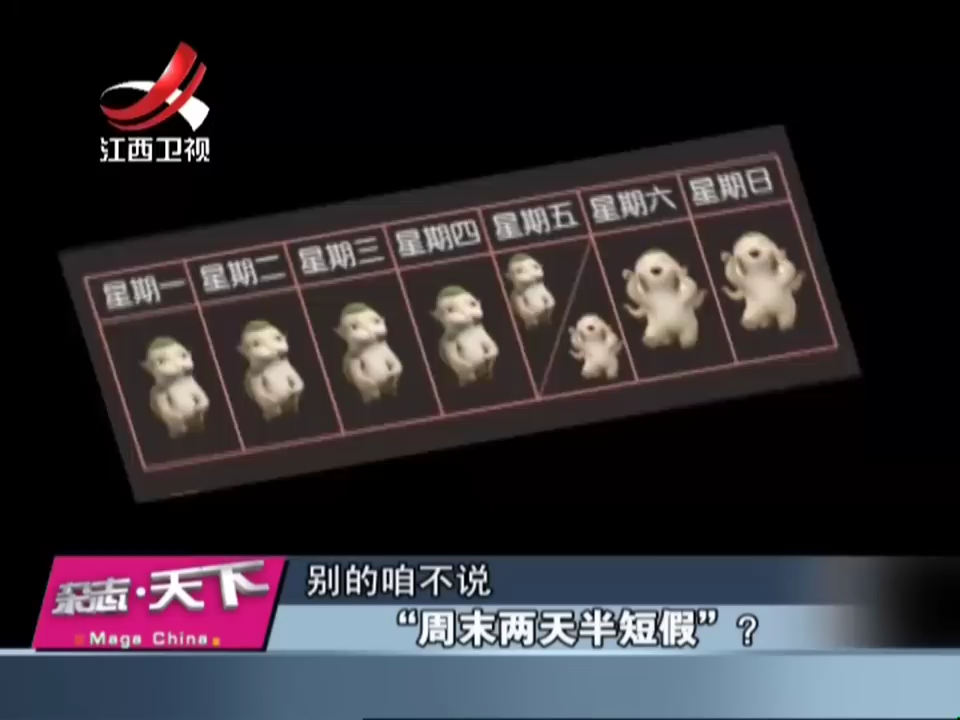 江西卫视
星期一 星期二 星期三 星期四 星期五 星期六 星期日
杂志·天下
Maga China
别的咱不说
“周末两天半短假”？